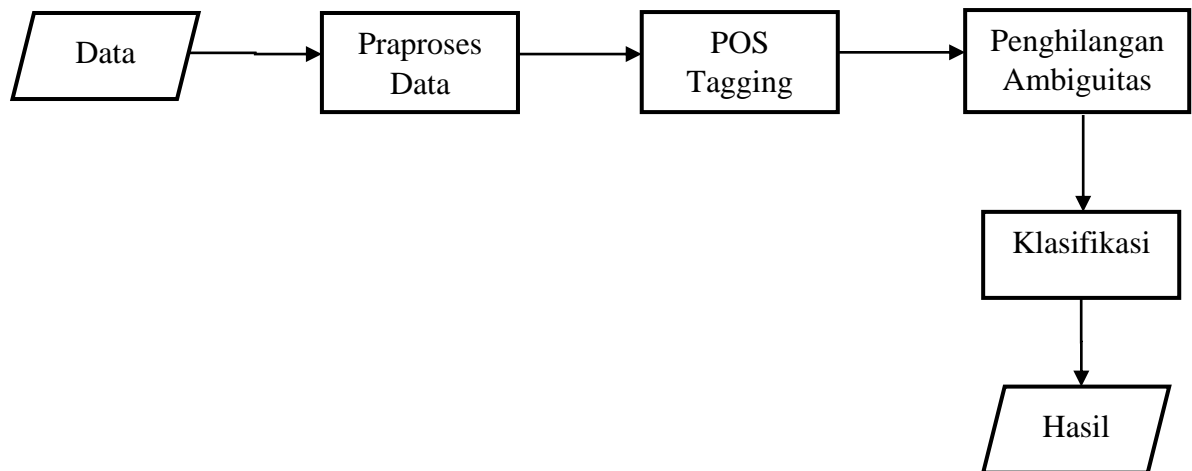 Data
Praproses
Data
POS
Tagging
Penghilangan
Ambiguitas
Klasifikasi
Hasil